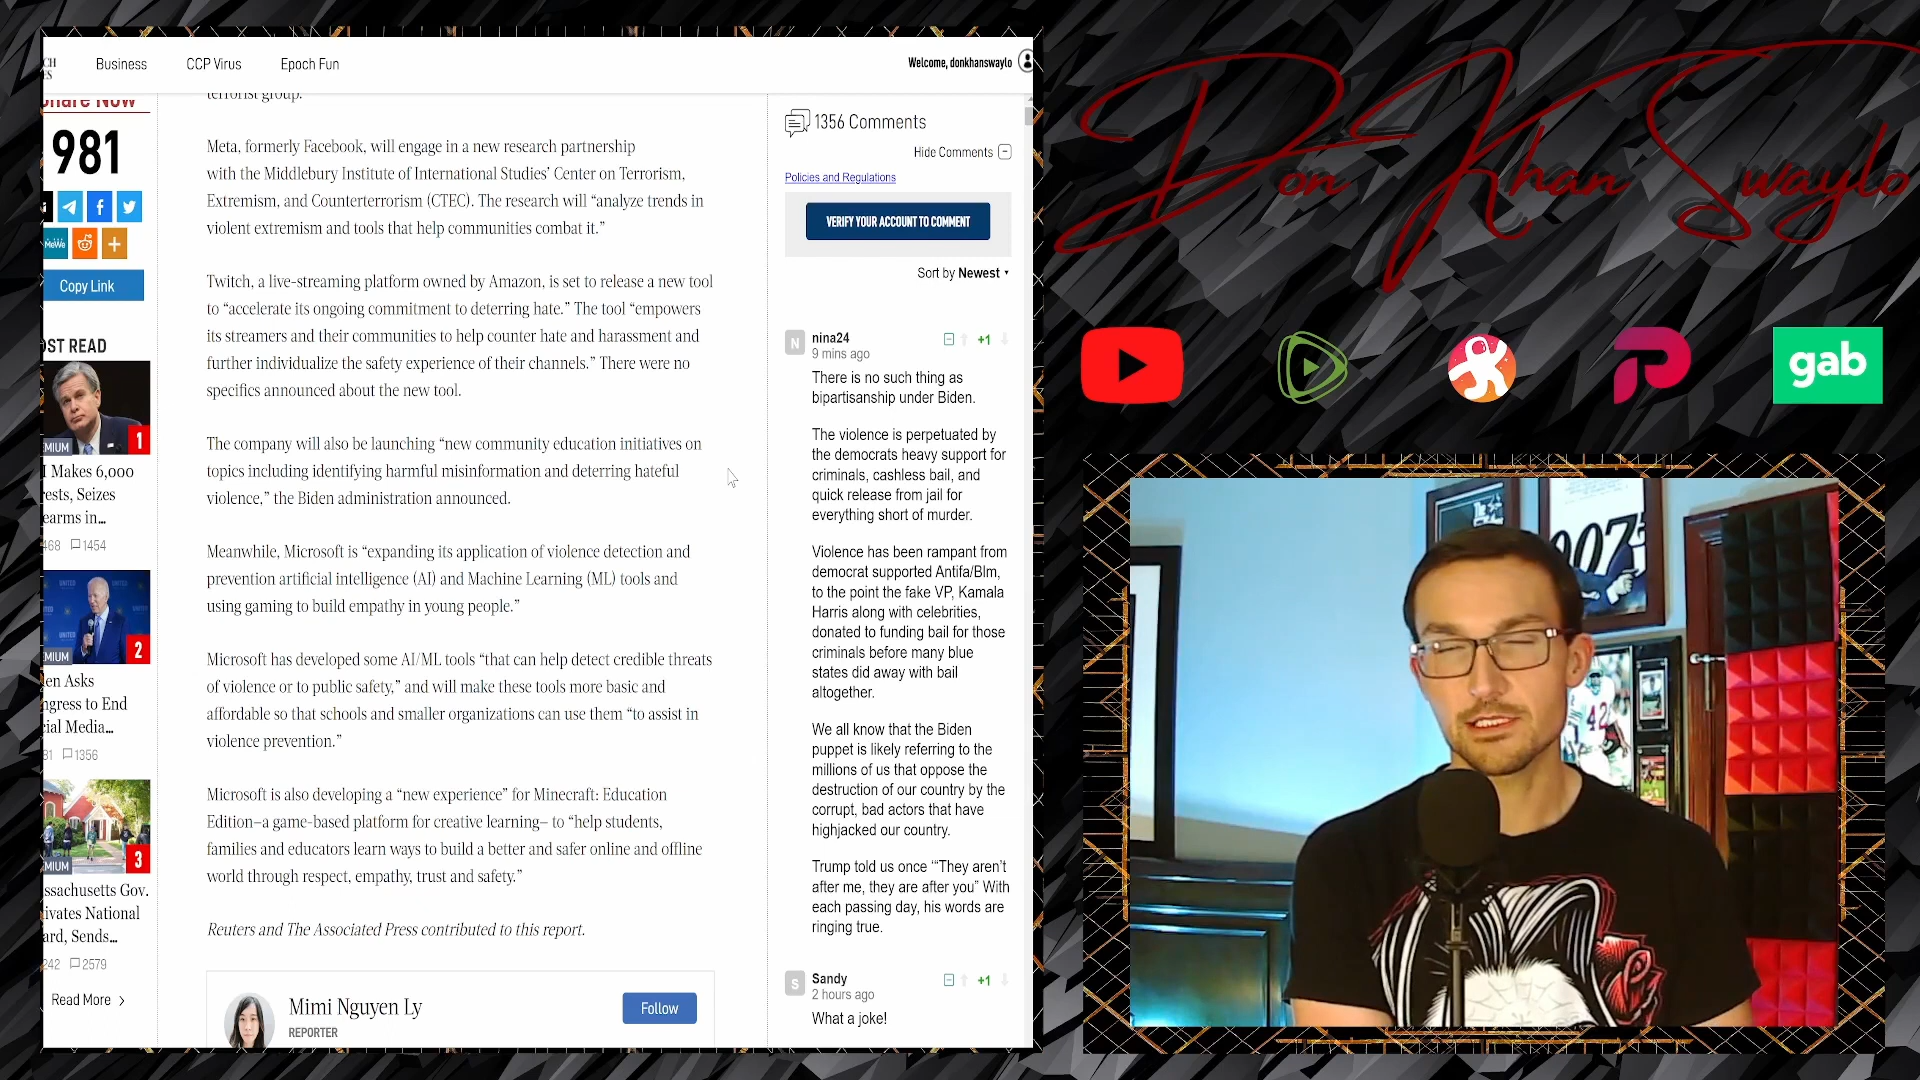 CH
ES
Business
CCP Virus
Epoch Fun
Welcome, donkhanswaylo
Share Now
981
MeWe
Copy Link
OST READ
EMIUM
1
I Makes 6,000
rests, Seizes
earms in...
468
1454
EMIUM
2
en Asks
ngress to End
cial Media...
81
1356
EMIUM
3
ssachusetts Gov.
ivates National
ard, Sends...
242
2579
Read More
terrorist group.
Meta, formerly Facebook, will engage in a new research partnership
with the Middlebury Institute of International Studies’ Center on Terrorism,
Extremism, and Counterterrorism (CTEC). The research will “analyze trends in
violent extremism and tools that help communities combat it.”
Twitch, a live-streaming platform owned by Amazon, is set to release a new tool
to “accelerate its ongoing commitment to deterring hate.” The tool “empowers
its streamers and their communities to help counter hate and harassment and
further individualize the safety experience of their channels.” There were no
specifics announced about the new tool.
The company will also be launching “new community education initiatives on
topics including identifying harmful misinformation and deterring hateful
violence,” the Biden administration announced.
Meanwhile, Microsoft is “expanding its application of violence detection and
prevention artificial intelligence (AI) and Machine Learning (ML) tools and
using gaming to build empathy in young people.”
Microsoft has developed some AI/ML tools “that can help detect credible threats
of violence or to public safety,” and will make these tools more basic and
affordable so that schools and smaller organizations can use them “to assist in
violence prevention.”
Microsoft is also developing a “new experience” for Minecraft: Education
Edition—a game-based platform for creative learning— to “help students,
families and educators learn ways to build a better and safer online and offline
world through respect, empathy, trust and safety.”
Reuters and The Associated Press contributed to this report.
Mimi Nguyen Ly
REPORTER
Follow
1356 Comments
Hide Comments
Policies and Regulations
VERIFY YOUR ACCOUNT TO COMMENT
Sort by Newest
N
nina24
+1
9 mins ago
There is no such thing as
bipartisanship under Biden.
The violence is perpetuated by
the democrats heavy support for
criminals, cashless bail, and
quick release from jail for
everything short of murder.
Violence has been rampant from
democrat supported Antifa/Blm,
to the point the fake VP, Kamala
Harris along with celebrities,
donated to funding bail for those
criminals before many blue
states did away with bail
altogether.
We all know that the Biden
puppet is likely referring to the
millions of us that oppose the
destruction of our country by the
corrupt, bad actors that have
highjacked our country.
Trump told us once ‘“They aren’t
after me, they are after you” With
each passing day, his words are
ringing true.
S
Sandy
+1
2 hours ago
What a joke!
Don Khan Swaylo
gab
007
42